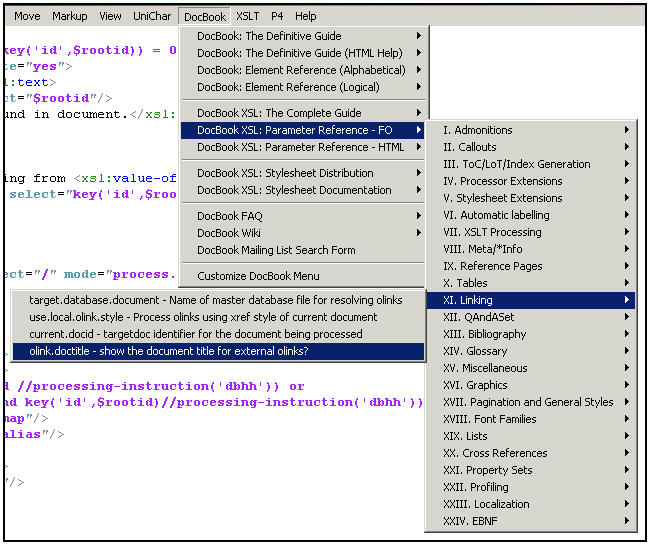 Move Markup View UniChar DocBook XSLT P4 Help
DocBook: The Definitive Guide
DocBook: The Definitive Guide (HTML Help)
DocBook: Element Reference (Alphabetical)
DocBook: Element Reference (Logical)
DocBook XSL: The Complete Guide
DocBook XSL: Parameter Reference - FO
DocBook XSL: Parameter Reference - HTML
DocBook XSL: Stylesheet Distribution
DocBook XSL: Stylesheet Documentation
DocBook FAQ
DocBook Wiki
DocBook Mailing List Search Form
Customize DocBook Menu
I. Admonitions
II. Callouts
III. ToC/LoT/Index Generation
IV. Processor Extensions
V. Stylesheet Extensions
VI. Automatic labelling
VII. XSLT Processing
VIII. Meta/*Info
IX. Reference Pages
X. Tables
XI. Linking
XII. QAndASet
XIII. Bibliography
XIV. Glossary
XV. Miscellaneous
XVI. Graphics
XVII. Pagination and General Styles
XVIII. Font Families
XIX. Lists
XX. Cross References
XXI. Property Sets
XXII. Profiling
XXIII. Localization
XXIV. EBNF
target.database.document - Name of master database file for resolving olinks
use.local.olink.style - Process olinks using xref style of current document
current.docid - targetdoc identifier for the document being processed
olink.doctitle - show the document title for external olinks?
key('id',$rootid)) = 0
te="yes">
l:text>
ct="$rootid"/>
und in document.</xsl:
ing from <xsl:value-of
select="key('id',$roo
ect="/" mode="process.
>
d //processing-instruction('dbhh')) or
nd key('id',$rootid)//processing-instruction('dbhh'))
map"/>
alias"/>
>
"/>